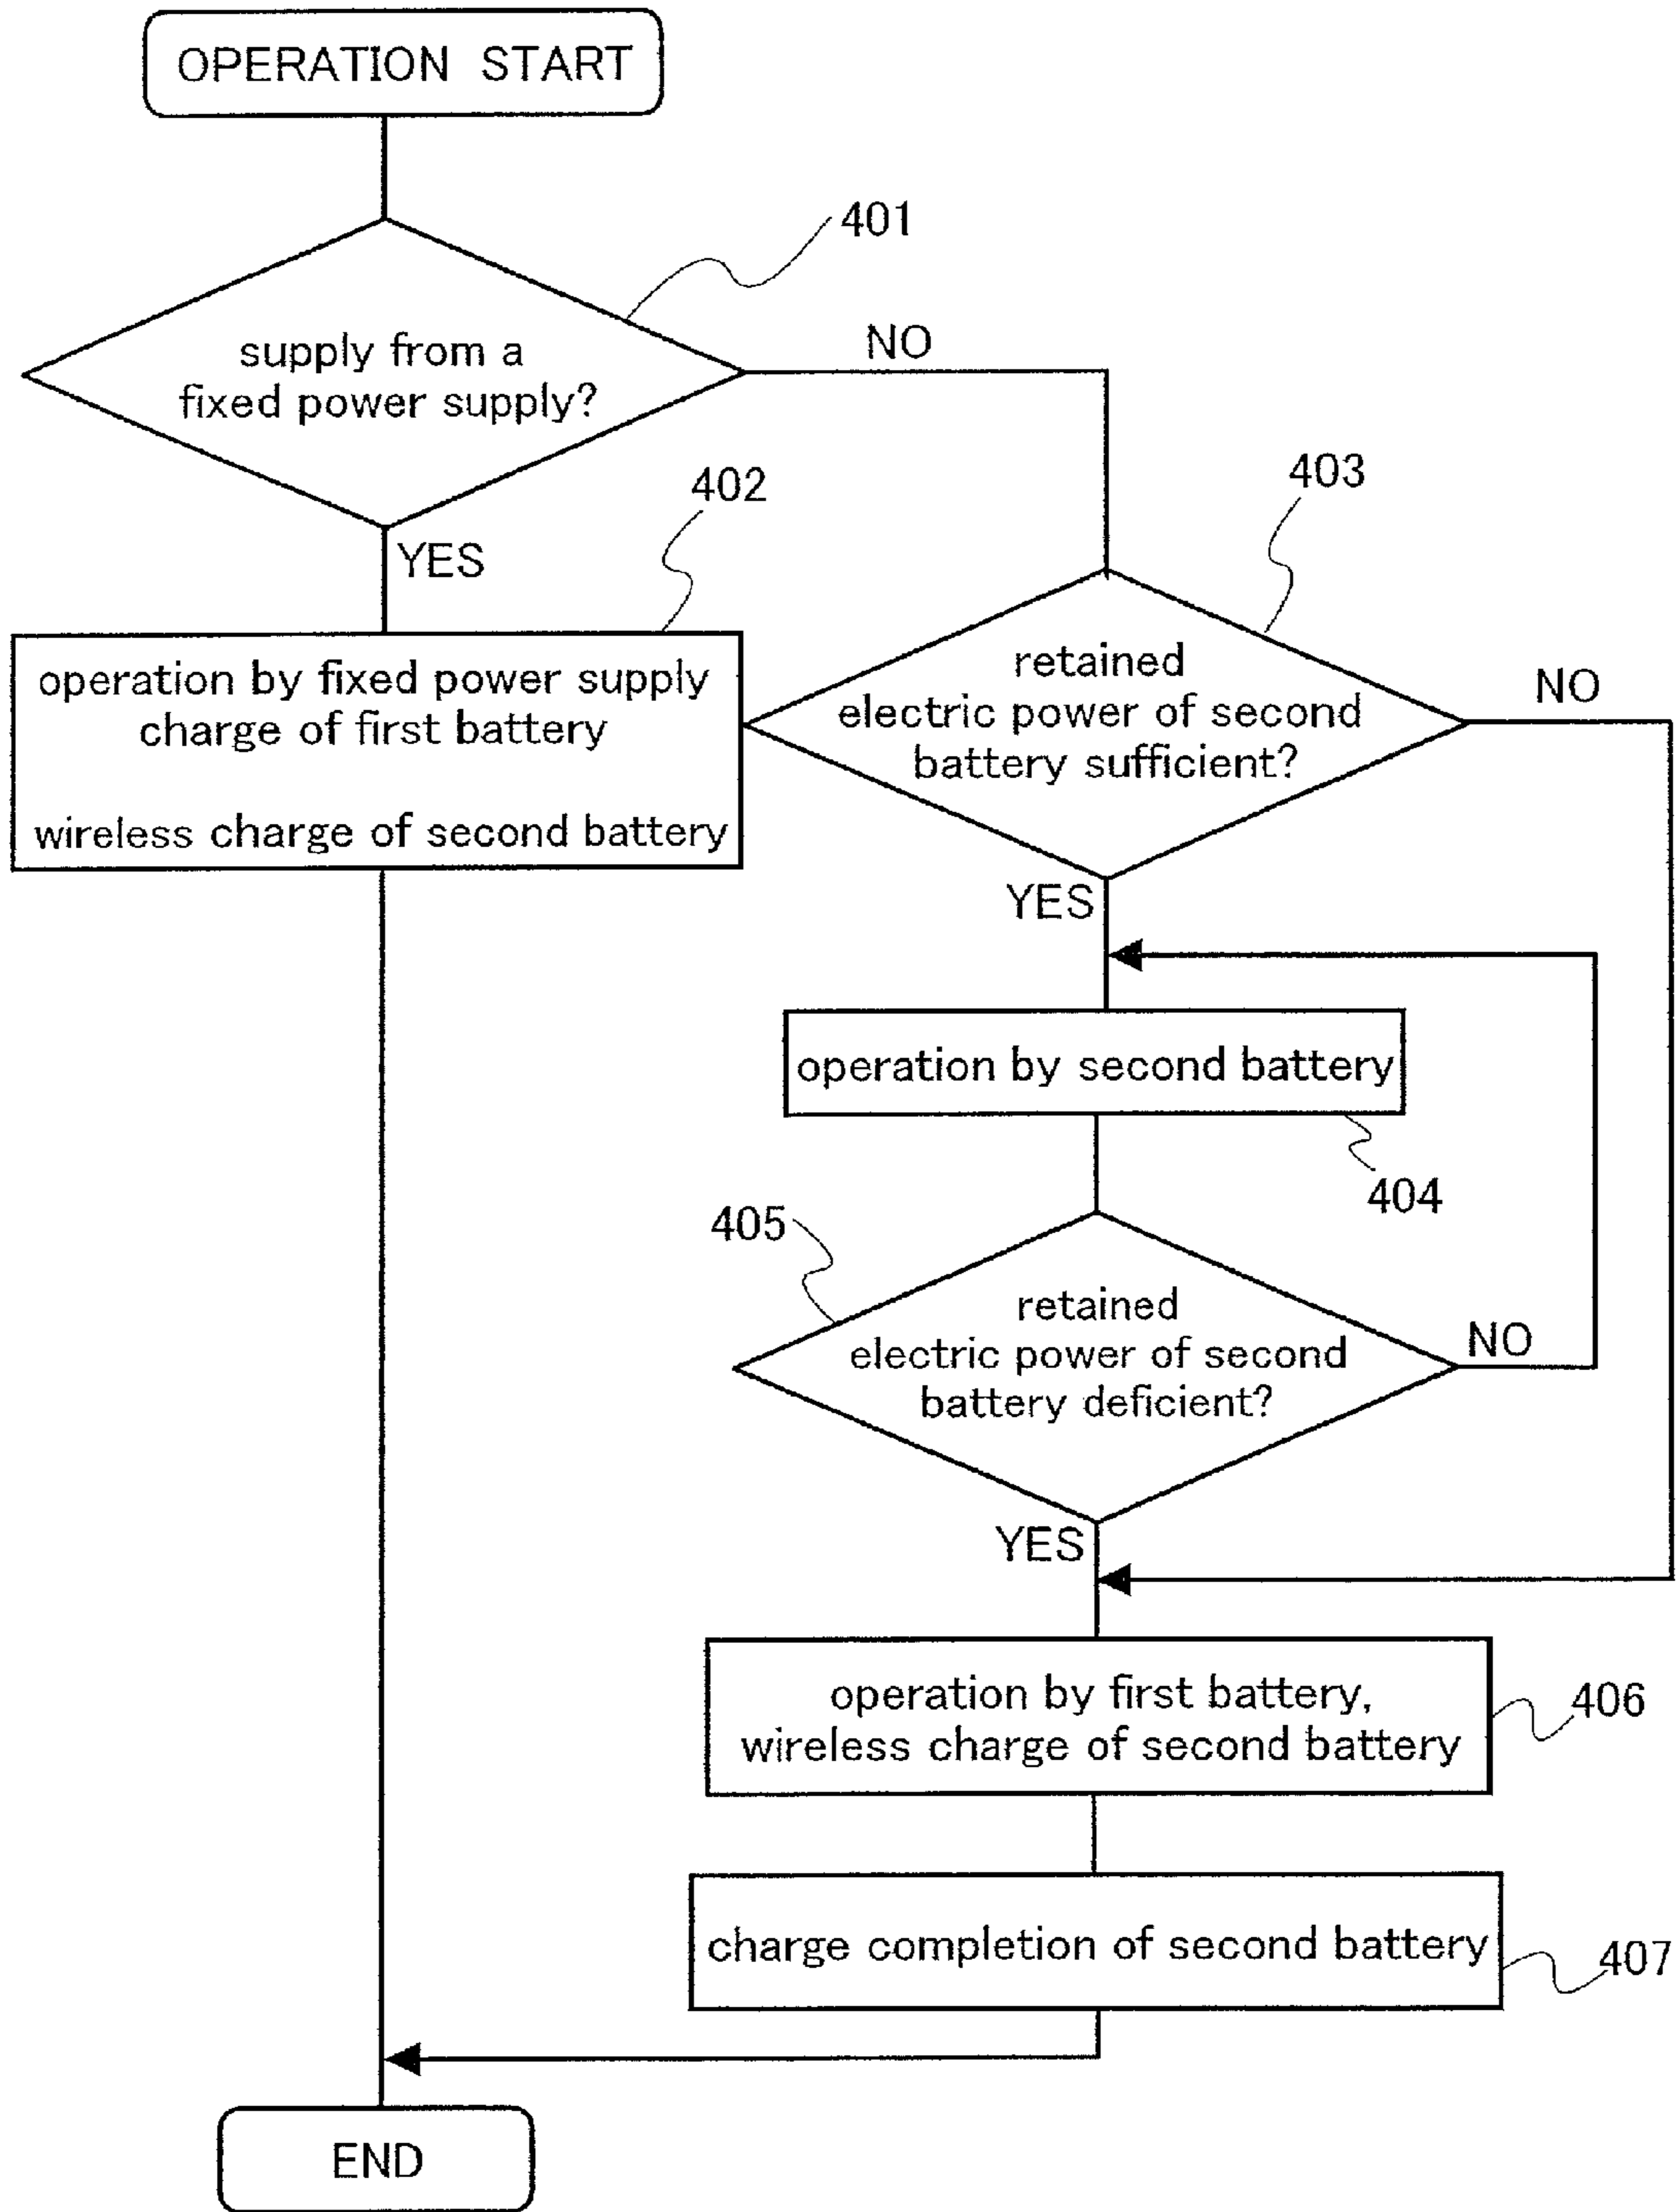 OPERATION START
401
supply from a
fixed power supply?
NO
YES
402
operation by fixed power supply
charge of first battery
wireless charge of second battery
403
retained
electric power of second
battery sufficient?
NO
YES
operation by second battery
404
405
retained
electric power of second
battery deficient?
NO
YES
operation by first battery,
wireless charge of second battery
406
charge completion of second battery
407
END